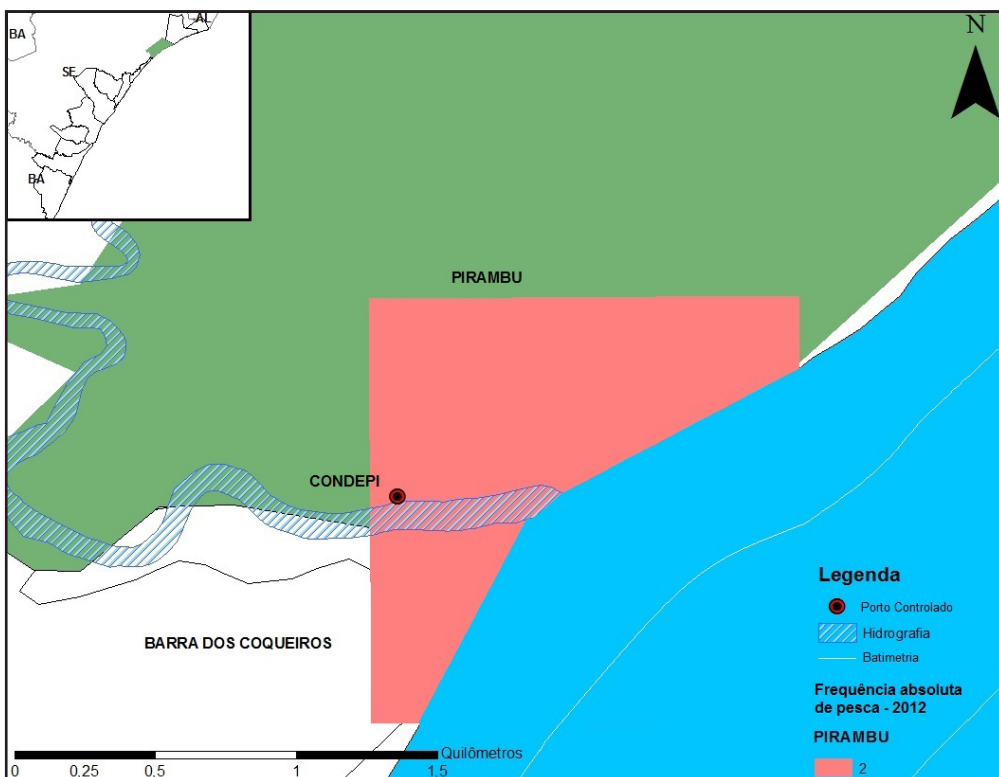 BA
AL
SE
BA
N
PIRAMBU
CONDEPI
BARRA DOS COQUEIROS
Legenda
Porto Controlado
Hidrografia
Batimetria
Frequência absoluta
de pesca - 2012
PIRAMBU
2
Quilômetros
0 0.25 0.5 1 1.5